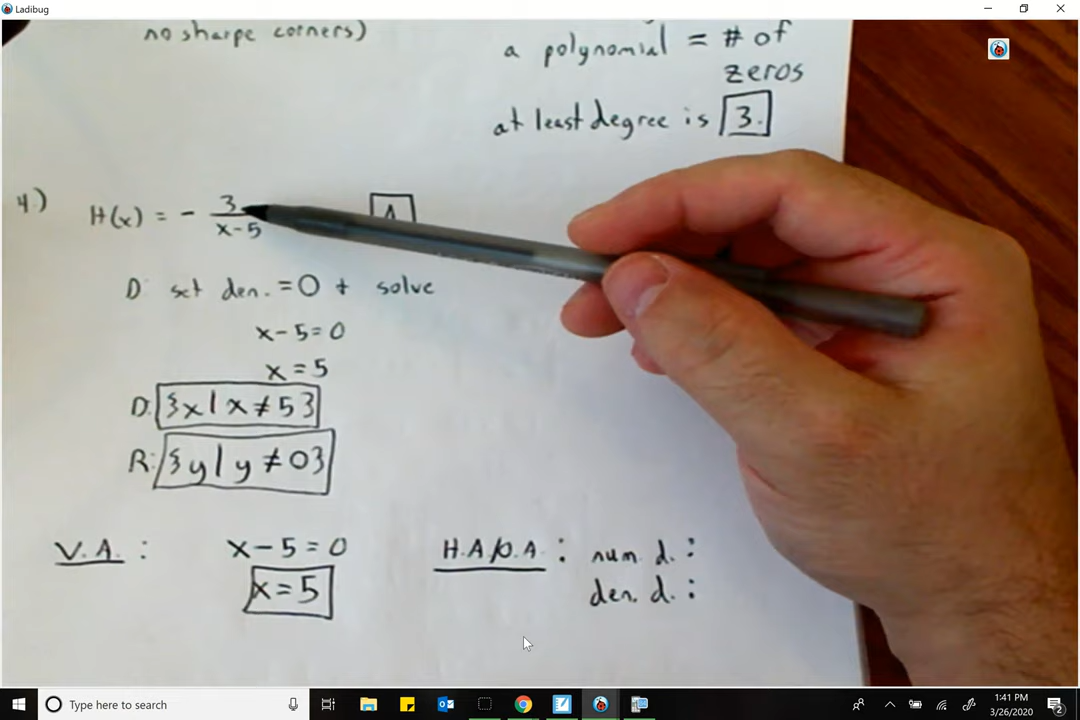 Ladibug
no sharpe corners)
a polynomial = # of
zeros
at least degree is 3.
4.) H(x) = - 3/(x-5)
D: set den. = 0 + solve
x-5=0
x=5
D: {x | x ≠ 5}
R: {y | y ≠ 0}
V.A. : x-5=0
x=5
H.A/O.A : num. d. :
den. d. :
Type here to search
1:41 PM
3/26/2020
2